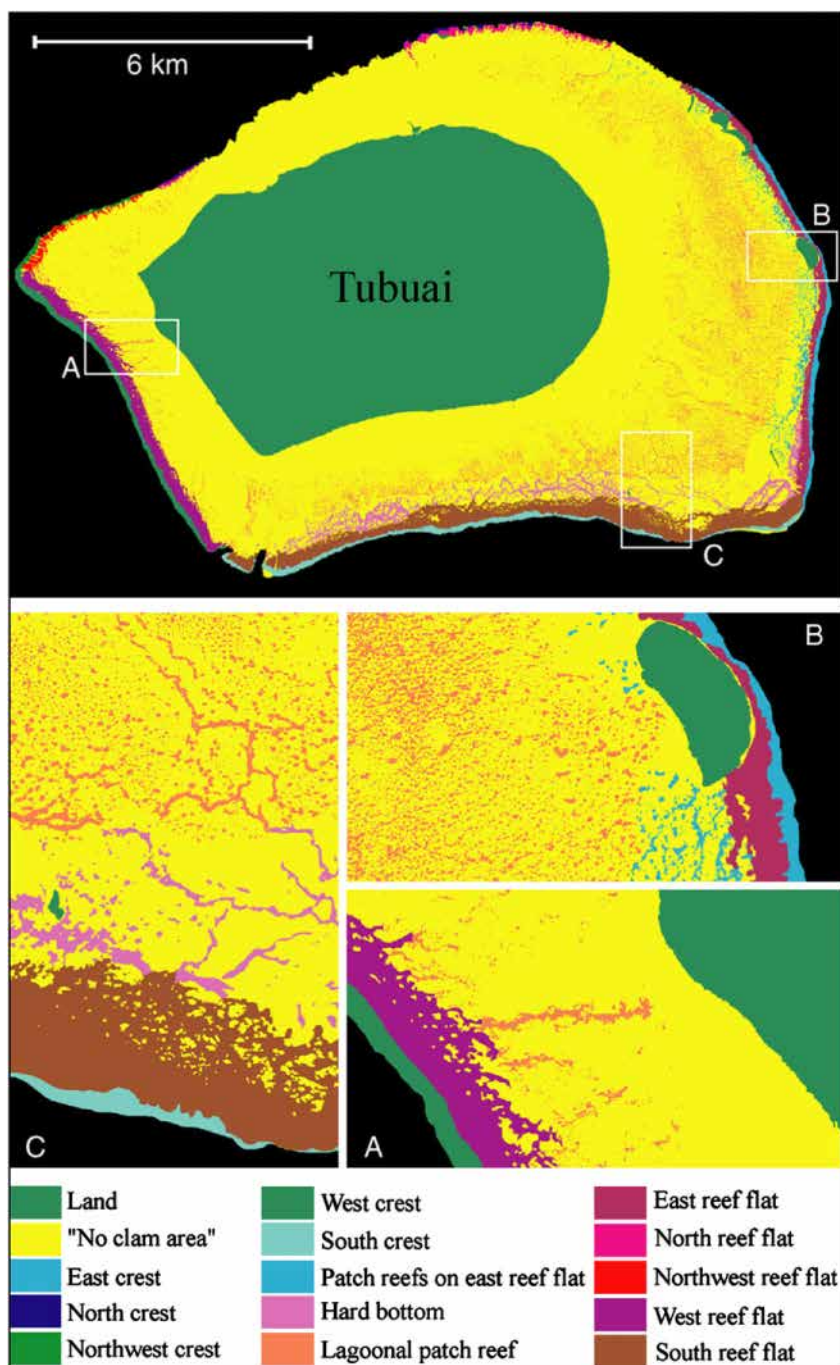 6 km
Tubuai
A
B
C
B
C
A
Land
"No clam area"
East crest
North crest
Northwest crest
West crest
South crest
Patch reefs on east reef flat
Hard bottom
Lagoonal patch reef
East reef flat
North reef flat
Northwest reef flat
West reef flat
South reef flat